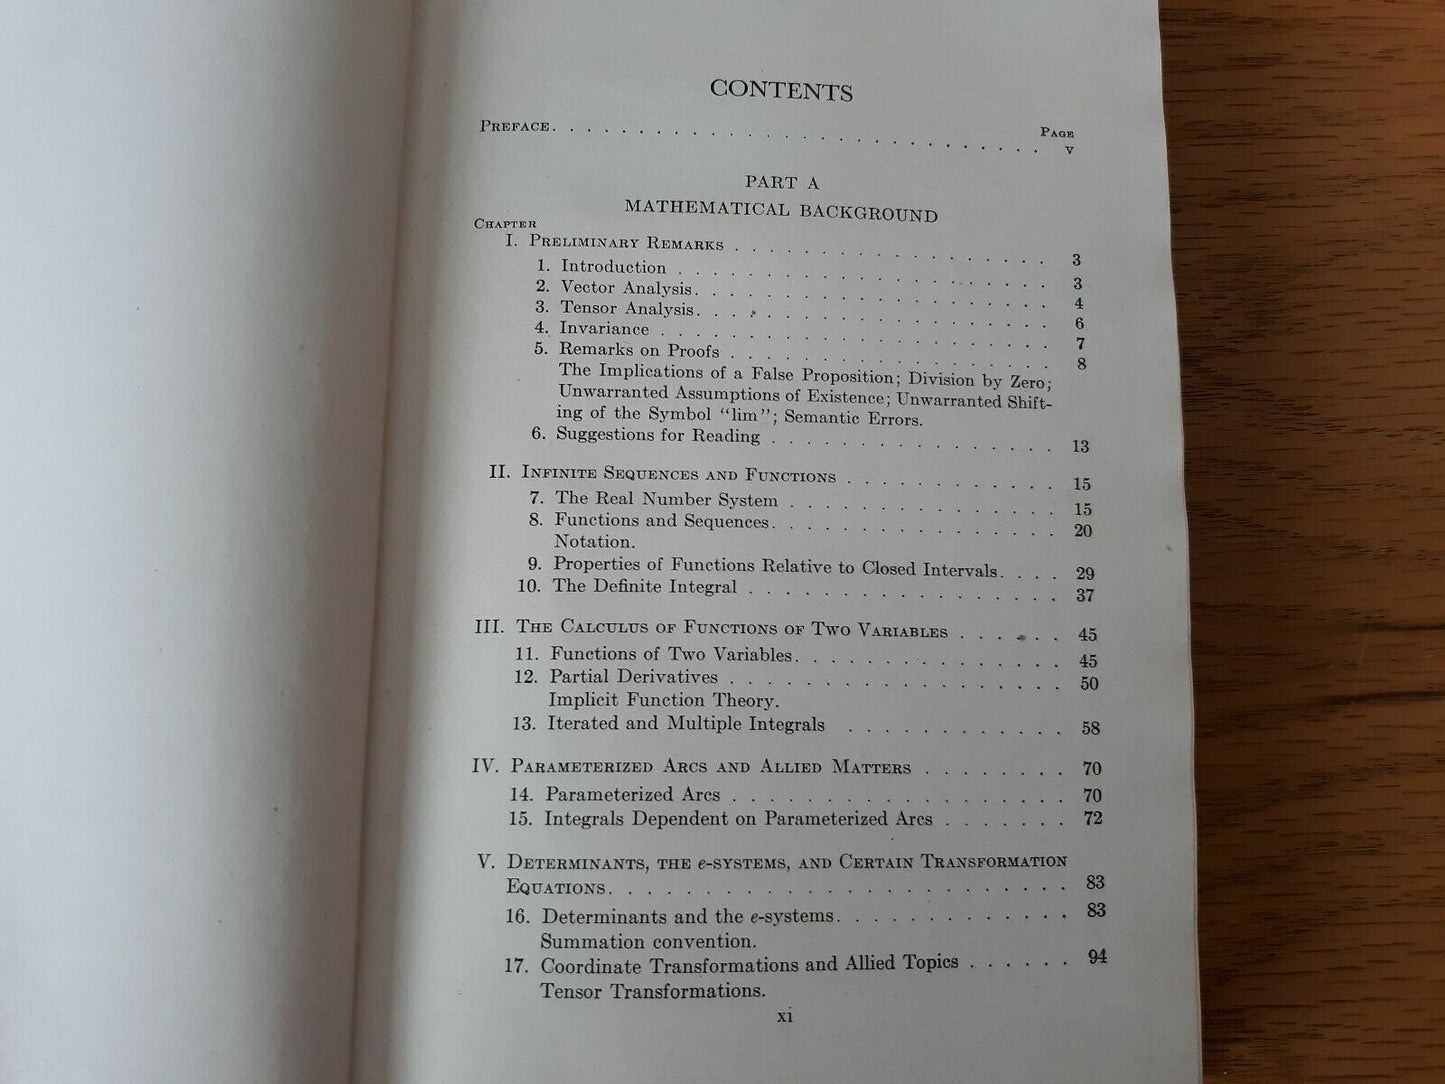 CONTENTS
PAGE
PREFACE. . . . . . . . . . . . . . . . . . . . . . . . . . . . v
PART A
MATHEMATICAL BACKGROUND
CHAPTER
I. PRELIMINARY REMARKS . . . . . . . . . . . . . . . . . . 3
1. Introduction . . . . . . . . . . . . . . . . . . . . 3
2. Vector Analysis. . . . . . . . . . . . . . . . . . . . 4
3. Tensor Analysis. . . . . . . . . . . . . . . . . . . . 6
4. Invariance . . . . . . . . . . . . . . . . . . . . . 7
5. Remarks on Proofs . . . . . . . . . . . . . . . . . . 8
The Implications of a False Proposition; Division by Zero;
Unwarranted Assumptions of Existence; Unwarranted Shift-
ing of the Symbol "lim"; Semantic Errors.
6. Suggestions for Reading . . . . . . . . . . . . . . . . 13
II. INFINITE SEQUENCES AND FUNCTIONS . . . . . . . . . . . . 15
7. The Real Number System . . . . . . . . . . . . . . . 15
8. Functions and Sequences. . . . . . . . . . . . . . . . 20
Notation.
9. Properties of Functions Relative to Closed Intervals. . . . 29
10. The Definite Integral . . . . . . . . . . . . . . . . . 37
III. THE CALCULUS OF FUNCTIONS OF TWO VARIABLES . . . . . . 45
11. Functions of Two Variables. . . . . . . . . . . . . . . 45
12. Partial Derivatives . . . . . . . . . . . . . . . . . . 50
Implicit Function Theory.
13. Iterated and Multiple Integrals . . . . . . . . . . . . 58
IV. PARAMETERIZED ARCS AND ALLIED MATTERS . . . . . . . . 70
14. Parameterized Arcs . . . . . . . . . . . . . . . . . . 70
15. Integrals Dependent on Parameterized Arcs . . . . . . . 72
V. DETERMINANTS, THE e-SYSTEMS, AND CERTAIN TRANSFORMATION
EQUATIONS. . . . . . . . . . . . . . . . . . . . . . . . 83
16. Determinants and the e-systems. . . . . . . . . . . . . 83
Summation convention.
17. Coordinate Transformations and Allied Topics . . . . . . 94
Tensor Transformations.
xi